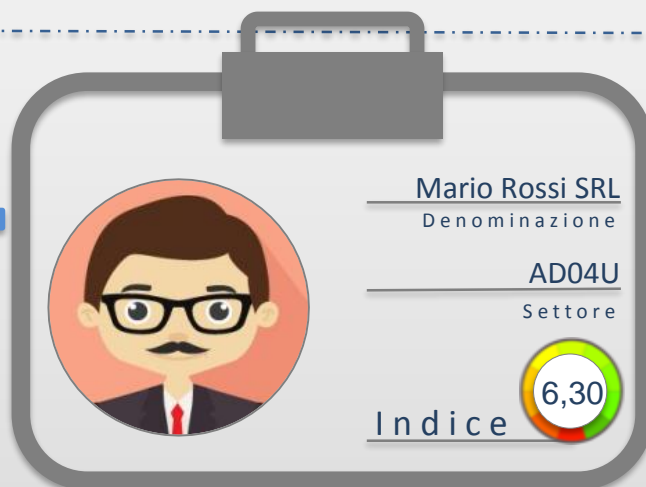 Mario Rossi SRL
Denominazione
AD04U
Settore
Indice 6,30